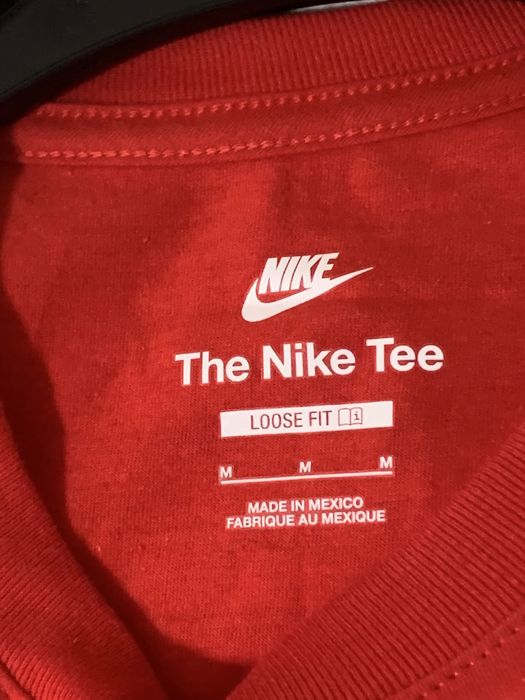 NIKE
The Nike Tee
LOOSE FIT
M M M
MADE IN MEXICO
FABRIQUE AU MEXIQUE